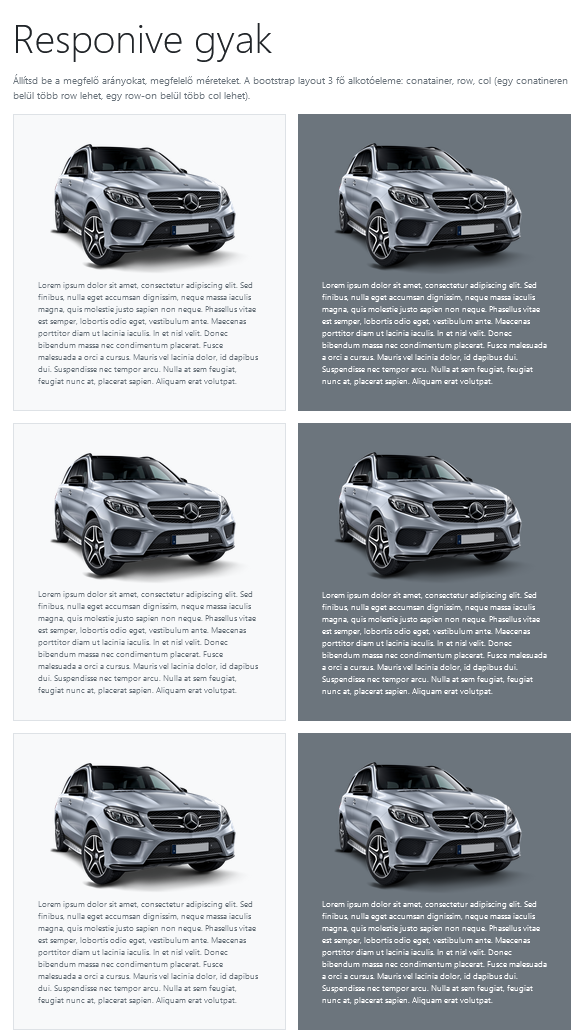 Responive gyak
Állítsd be a megfelő arányokat, megfelélő méreteket. A bootstrap layout 3 fő alkotóeleme: conatainer, row, col (egy conatineren
belül több row lehet, egy row-on belül több col lehet).
Lorem ipsum dolor sit amet, consectetur adipiscing elit. Sed
finibus, nulla eget accumsan dignissim, neque massa iaculis
magna, quis molestie justo sapien non neque. Phasellus vitae
est semper, lobortis odio eget, vestibulum ante. Maecenas
porttitor diam ut lacinia iaculis. In et nisl velit. Donec
bibendum massa nec condimentum placerat. Fusce
malesuada a orci a cursus. Mauris vel lacinia dolor, id dapibus
dui. Suspendisse nec tempor arcu. Nulla at sem feugiat,
feugiat nunc at, placerat sapien. Aliquam erat volutpat.
Lorem ipsum dolor sit amet, consectetur adipiscing elit. Sed
finibus, nulla eget accumsan dignissim, neque massa iaculis
magna, quis molestie justo sapien non neque. Phasellus vitae
est semper, lobortis odio eget, vestibulum ante. Maecenas
porttitor diam ut lacinia iaculis. In et nisl velit. Donec
bibendum massa nec condimentum placerat. Fusce malesuada
a orci a cursus. Mauris vel lacinia dolor, id dapibus dui.
Suspendisse nec tempor arcu. Nulla at sem feugiat, feugiat
nunc at, placerat sapien. Aliquam erat volutpat.
Lorem ipsum dolor sit amet, consectetur adipiscing elit. Sed
finibus, nulla eget accumsan dignissim, neque massa iaculis
magna, quis molestie justo sapien non neque. Phasellus vitae
est semper, lobortis odio eget, vestibulum ante. Maecenas
porttitor diam ut lacinia iaculis. In et nisl velit. Donec
bibendum massa nec condimentum placerat. Fusce
malesuada a orci a cursus. Mauris vel lacinia dolor, id dapibus
dui. Suspendisse nec tempor arcu. Nulla at sem feugiat,
feugiat nunc at, placerat sapien. Aliquam erat volutpat.
Lorem ipsum dolor sit amet, consectetur adipiscing elit. Sed
finibus, nulla eget accumsan dignissim, neque massa iaculis
magna, quis molestie justo sapien non neque. Phasellus vitae
est semper, lobortis odio eget, vestibulum ante. Maecenas
porttitor diam ut lacinia iaculis. In et nisl velit. Donec
bibendum massa nec condimentum placerat. Fusce malesuada
a orci a cursus. Mauris vel lacinia dolor, id dapibus dui.
Suspendisse nec tempor arcu. Nulla at sem feugiat, feugiat
nunc at, placerat sapien. Aliquam erat volutpat.
Lorem ipsum dolor sit amet, consectetur adipiscing elit. Sed
finibus, nulla eget accumsan dignissim, neque massa iaculis
magna, quis molestie justo sapien non neque. Phasellus vitae
est semper, lobortis odio eget, vestibulum ante. Maecenas
porttitor diam ut lacinia iaculis. In et nisl velit. Donec
bibendum massa nec condimentum placerat. Fusce
malesuada a orci a cursus. Mauris vel lacinia dolor, id dapibus
dui. Suspendisse nec tempor arcu. Nulla at sem feugiat,
feugiat nunc at, placerat sapien. Aliquam erat volutpat.
Lorem ipsum dolor sit amet, consectetur adipiscing elit. Sed
finibus, nulla eget accumsan dignissim, neque massa iaculis
magna, quis molestie justo sapien non neque. Phasellus vitae
est semper, lobortis odio eget, vestibulum ante. Maecenas
porttitor diam ut lacinia iaculis. In et nisl velit. Donec
bibendum massa nec condimentum placerat. Fusce malesuada
a orci a cursus. Mauris vel lacinia dolor, id dapibus dui.
Suspendisse nec tempor arcu. Nulla at sem feugiat, feugiat
nunc at, placerat sapien. Aliquam erat volutpat.